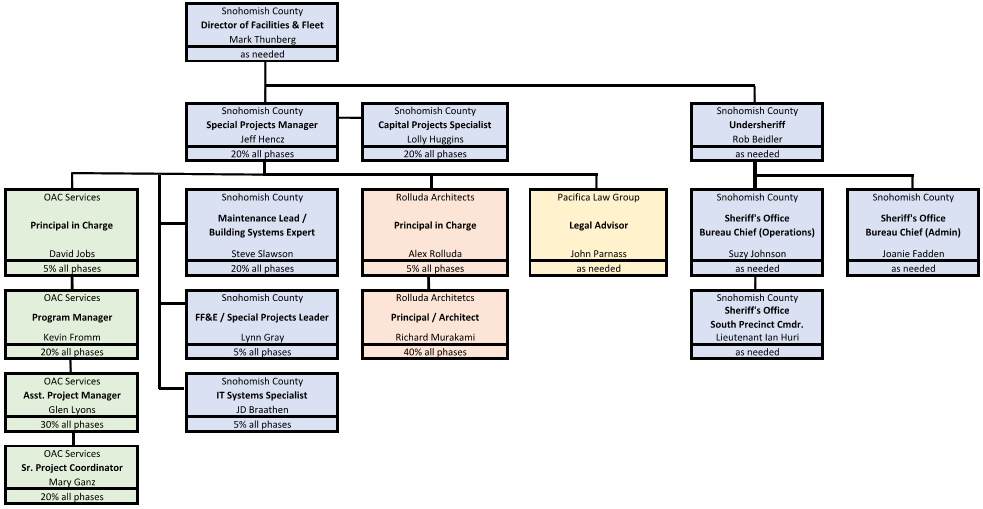 Snohomish County
Director of Facilities & Fleet
Mark Thunberg
as needed
Snohomish County
Special Projects Manager
Jeff Hencz
20% all phases
Snohomish County
Capital Projects Specialist
Lolly Huggins
20% all phases
Snohomish County
Undersheriff
Rob Beidler
as needed
OAC Services
Principal in Charge
David Jobs
5% all phases
Snohomish County
Maintenance Lead /
Building Systems Expert
Steve Slawson
20% all phases
Rolluda Architects
Principal in Charge
Alex Rolluda
5% all phases
Pacifica Law Group
Legal Advisor
John Parnass
as needed
Snohomish County
Sheriff's Office
Bureau Chief (Operations)
Suzy Johnson
as needed
Snohomish County
Sheriff's Office
Bureau Chief (Admin)
Joanie Fadden
as needed
OAC Services
Program Manager
Kevin Fromm
20% all phases
Snohomish County
FF&E / Special Projects Leader
Lynn Gray
5% all phases
Rolluda Architetcs
Principal / Architect
Richard Murakami
40% all phases
Snohomish County
Sheriff's Office
South Precinct Cmdr.
Lieutenant Ian Huri
as needed
OAC Services
Asst. Project Manager
Glen Lyons
30% all phases
Snohomish County
IT Systems Specialist
JD Braathen
5% all phases
OAC Services
Sr. Project Coordinator
Mary Ganz
20% all phases